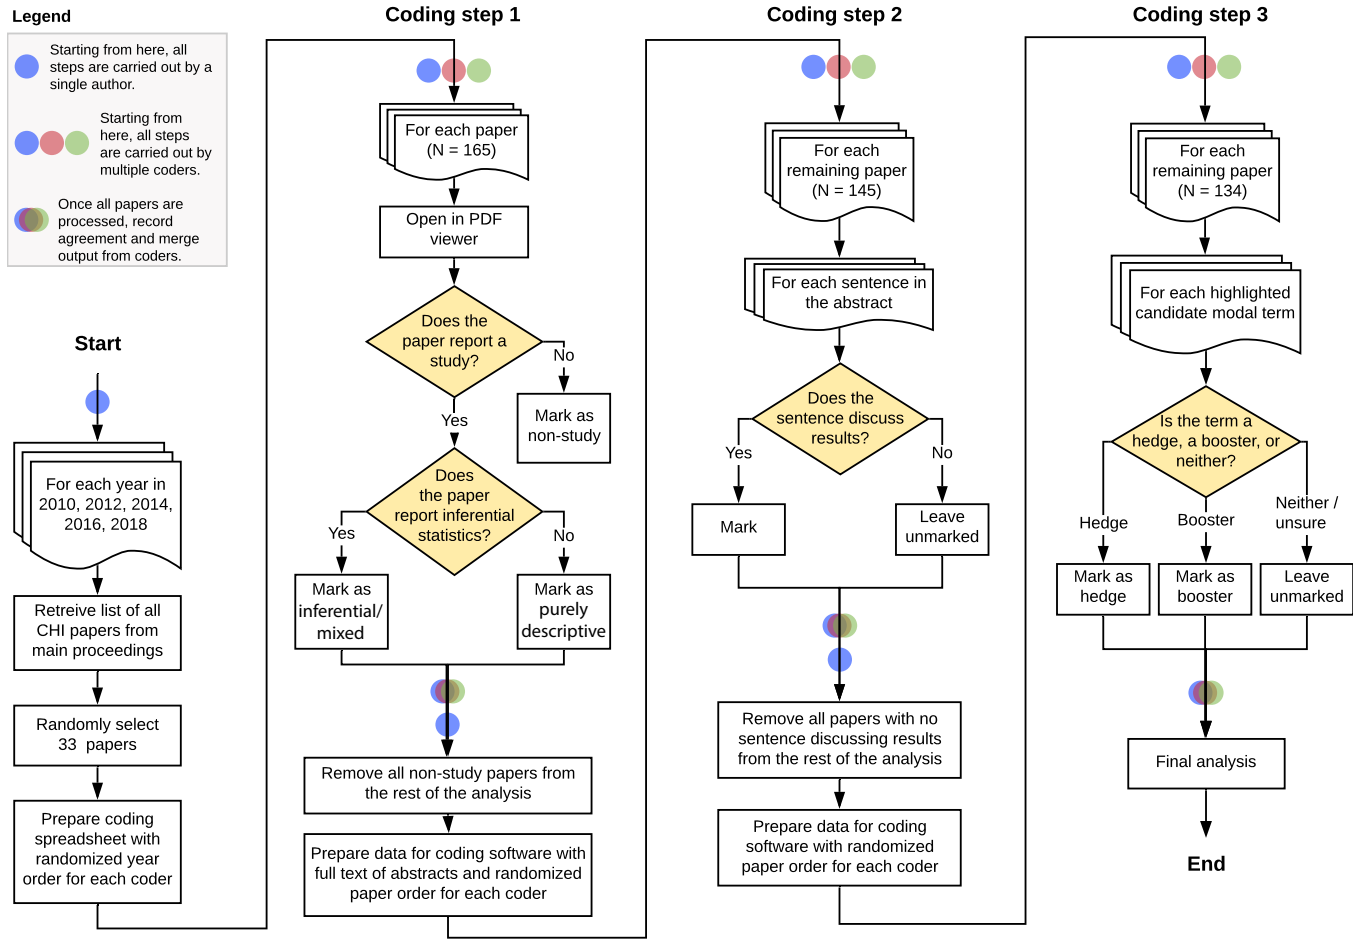 Legend
Starting from here, all
steps are carried out by a
single author.
Starting from
here, all steps
are carried out by
multiple coders.
Once all papers are
processed, record
agreement and merge
output from coders.
Start
For each year in
2010, 2012, 2014,
2016, 2018
Retreive list of all
CHI papers from
main proceedings
Randomly select
33 papers
Prepare coding
spreadsheet with
randomized year
order for each coder
Coding step 1
For each paper
(N = 165)
Open in PDF
viewer
Does the
paper report a
study?
No
Mark as
non-study
Yes
Does
the paper
report inferential
statistics?
Yes
No
Mark as
inferential/
mixed
Mark as
purely
descriptive
Remove all non-study papers from
the rest of the analysis
Prepare data for coding software with
full text of abstracts and randomized
paper order for each coder
Coding step 2
For each
remaining paper
(N = 145)
For each sentence in
the abstract
Does the
sentence discuss
results?
Yes
No
Mark
Leave
unmarked
Remove all papers with no
sentence discussing results
from the rest of the analysis
Prepare data for coding
software with randomized
paper order for each coder
Coding step 3
For each
remaining paper
(N = 134)
For each highlighted
candidate modal term
Is the term a
hedge, a booster, or
neither?
Hedge
Booster
Neither /
unsure
Mark as
hedge
Mark as
booster
Leave
unmarked
Final analysis
End